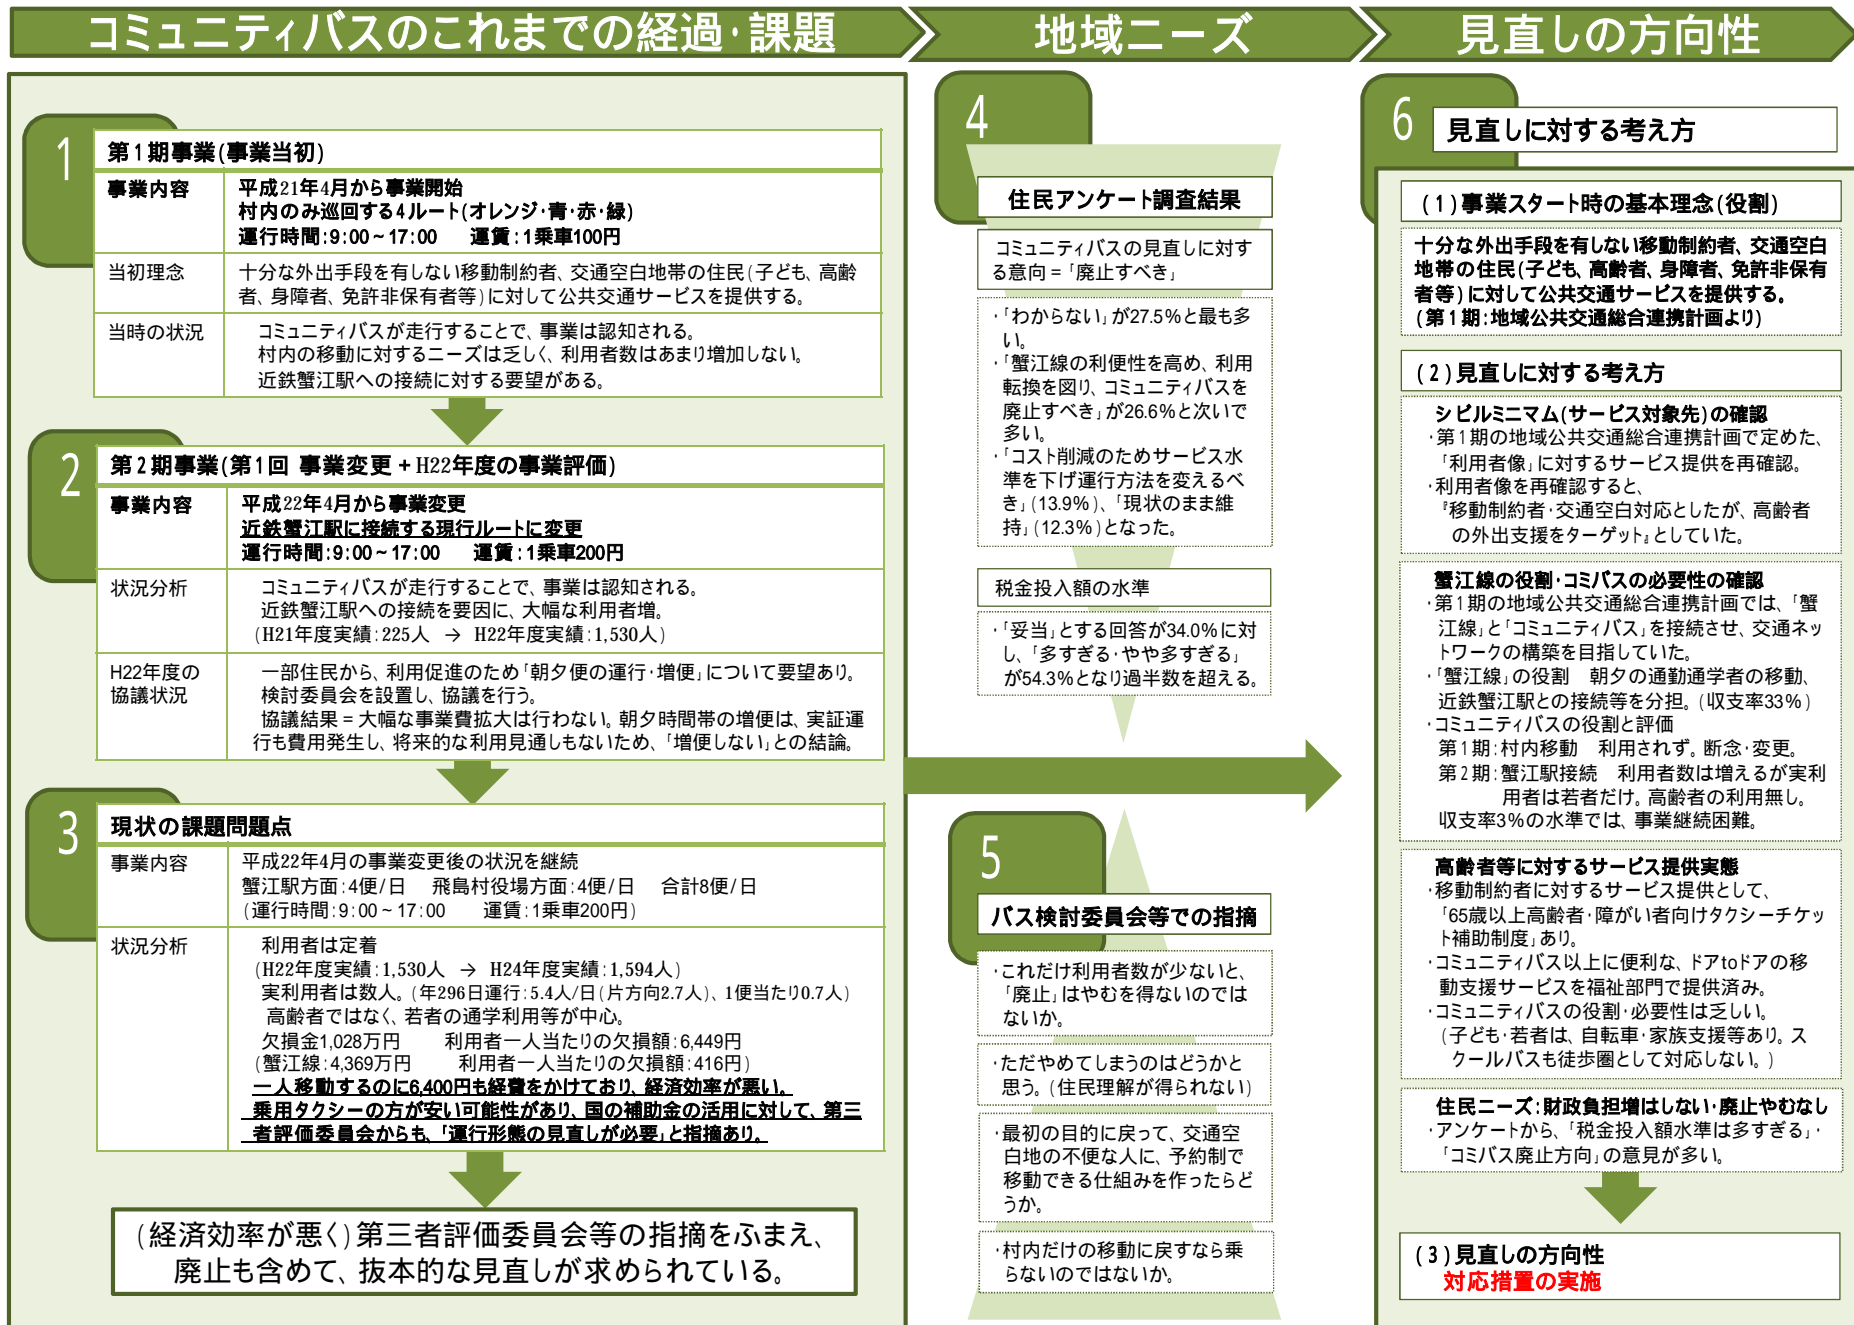 コミュニティバスのこれまでの経過・課題
地域ニーズ
見直しの方向性
1
第1期事業(事業当初)
事業内容
平成21年4月から事業開始
村内のみ巡回する4ルート(オレンジ・青・赤・緑)
運行時間:9:00~17:00 運賃:1乗車100円
当初理念
十分な外出手段を有しない移動制約者、交通空白地帯の住民(子ども、高齢
者、身障者、免許非保有者等)に対して公共交通サービスを提供する。
当時の状況
コミュニティバスが走行することで、事業は認知される。
村内の移動に対するニーズは乏しく、利用者数はあまり増加しない。
近鉄蟹江駅への接続に対する要望がある。
2
第2期事業(第1回 事業変更+H22年度の事業評価)
事業内容
平成22年4月から事業変更
近鉄蟹江駅に接続する現行ルートに変更
運行時間:9:00~17:00 運賃:1乗車200円
状況分析
コミュニティバスが走行することで、事業は認知される。
近鉄蟹江駅への接続を要因に、大幅な利用者増。
(H21年度実績:225人 → H22年度実績:1,530人)
H22年度の
協議状況
一部住民から、利用促進のため「朝夕便の運行・増便」について要望あり。
検討委員会を設置し、協議を行う。
協議結果=大幅な事業費拡大は行わない。朝夕時間帯の増便は、実証運
行も費用発生し、将来的な利用見通しもないため、「増便しない」との結論。
3
現状の課題問題点
事業内容
平成22年4月の事業変更後の状況を継続
蟹江駅方面:4便/日 飛島村役場方面:4便/日 合計8便/日
(運行時間:9:00~17:00 運賃:1乗車200円)
状況分析
利用者は定着
(H22年度実績:1,530人 → H24年度実績:1,594人)
実利用者は数人。(年296日運行:5.4人/日(片方向2.7人)、1便当たり0.7人)
高齢者ではなく、若者の通学利用等が中心。
欠損金1,028万円 利用者一人当たりの欠損額:6,449円
(蟹江線:4,369万円 利用者一人当たりの欠損額:416円)
一人移動するのに6,400円も経費をかけており、経済効率が悪い。
乗用タクシーの方が安い可能性があり、国の補助金の活用に対して、第三
者評価委員会からも、「運行形態の見直しが必要」と指摘あり。
(経済効率が悪く)第三者評価委員会等の指摘をふまえ、
廃止も含めて、抜本的な見直しが求められている。
4
住民アンケート調査結果
コミュニティバスの見直しに対す
る意向=「廃止すべき」
・「わからない」が27.5%と最も多
い。
・「蟹江線の利便性を高め、利用
転換を図り、コミュニティバスを
廃止すべき」が26.6%と次いで
多い。
・「コスト削減のためサービス水
準を下げ運行方法を変えるべ
き」(13.9%)、「現状のまま維
持」(12.3%)となった。
税金投入額の水準
・「妥当」とする回答が34.0%に対
し、「多すぎる・やや多すぎる」
が54.3%となり過半数を超える。
5
バス検討委員会等での指摘
・これだけ利用者数が少ないと、
「廃止」はやむを得ないのでは
ないか。
・ただやめてしまうのはどうかと
思う。(住民理解が得られない)
・最初の目的に戻って、交通空
白地の不便な人に、予約制で
移動できる仕組みを作ったらど
うか。
・村内だけの移動に戻すなら乗
らないのではないか。
6
見直しに対する考え方
(1)事業スタート時の基本理念(役割)
十分な外出手段を有しない移動制約者、交通空白
地帯の住民(子ども、高齢者、身障者、免許非保有
者等)に対して公共交通サービスを提供する。
(第1期:地域公共交通総合連携計画より)
(2)見直しに対する考え方
シビルミニマム(サービス対象先)の確認
・第1期の地域公共交通総合連携計画で定めた、
「利用者像」に対するサービス提供を再確認。
・利用者像を再確認すると、
『移動制約者・交通空白対応としたが、高齢者
の外出支援をターゲット』としていた。
蟹江線の役割・コミバスの必要性の確認
・第1期の地域公共交通総合連携計画では、「蟹
江線」と「コミュニティバス」を接続させ、交通ネッ
トワークの構築を目指していた。
・「蟹江線」の役割 朝夕の通勤通学者の移動、
近鉄蟹江駅との接続等を分担。(収支率33%)
・コミュニティバスの役割と評価
第1期:村内移動 利用されず。断念・変更。
第2期:蟹江駅接続 利用者数は増えるが実利
用者は若者だけ。高齢者の利用無し。
収支率3%の水準では、事業継続困難。
高齢者等に対するサービス提供実態
・移動制約者に対するサービス提供として、
「65歳以上高齢者・障がい者向けタクシーチケッ
ト補助制度」あり。
・コミュニティバス以上に便利な、ドアtoドアの移
動支援サービスを福祉部門で提供済み。
・コミュニティバスの役割・必要性は乏しい。
(子ども・若者は、自転車・家族支援等あり。ス
クールバスも徒歩圏として対応しない。)
住民ニーズ:財政負担増はしない・廃止やむなし
・アンケートから、「税金投入額水準は多すぎる」・
「コミバス廃止方向」の意見が多い。
(3)見直しの方向性
対応措置の実施